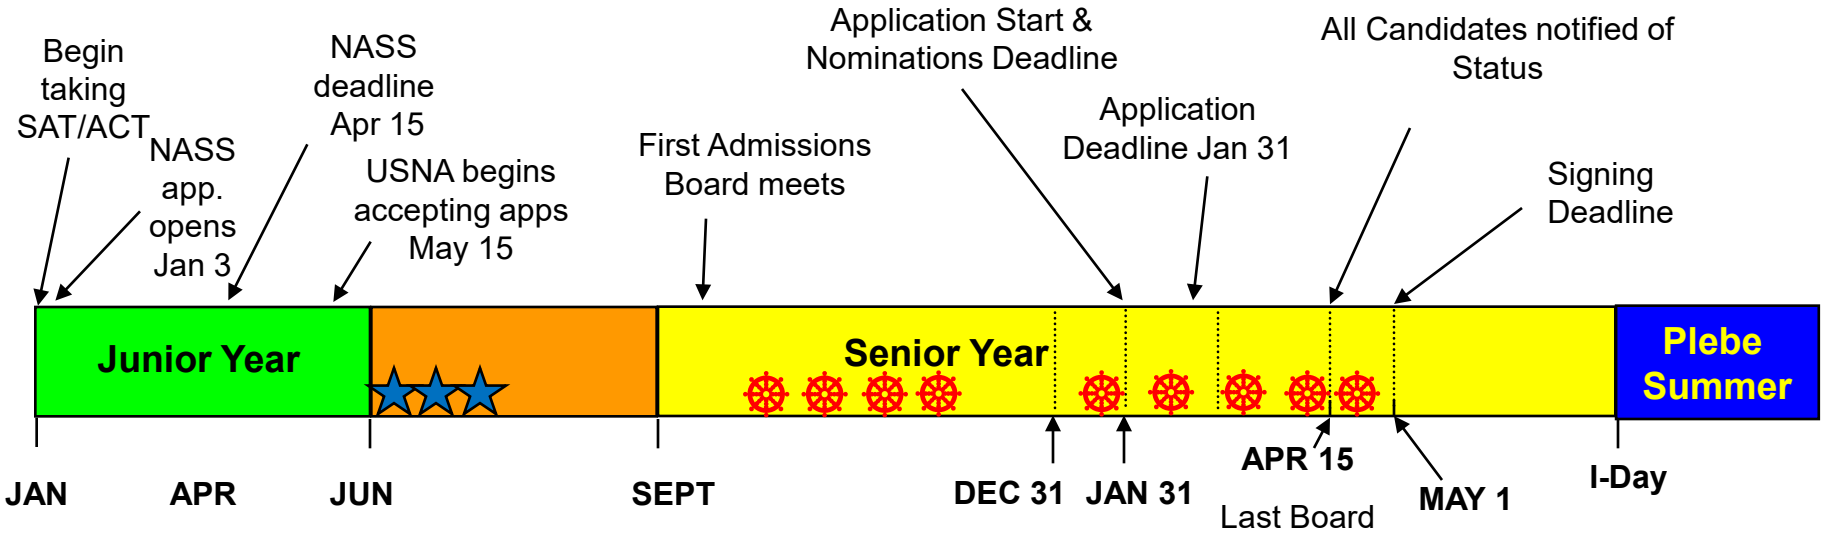 Begin
taking
SAT/ACT
NASS
app.
opens
Jan 3
NASS
deadline
Apr 15
USNA begins
accepting apps
May 15
First Admissions
Board meets
Application Start &
Nominations Deadline
Application
Deadline Jan 31
All Candidates notified of
Status
Signing
Deadline
Junior Year
Senior Year
Plebe
Summer
JAN
APR
JUN
SEPT
DEC 31
JAN 31
APR 15
Last Board
MAY 1
I-Day